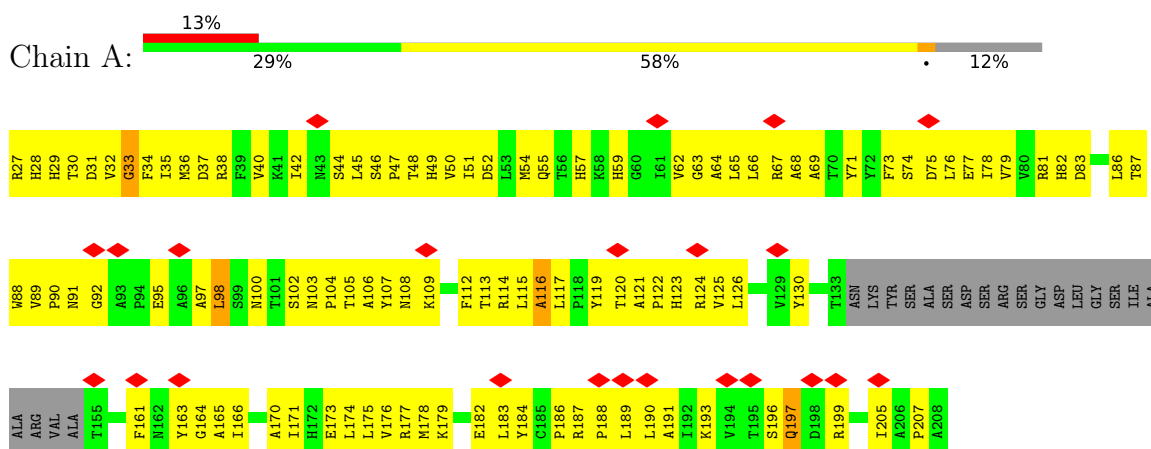 13%
Chain A:
29% 58% • 12%
R27 H28 H29 T30 D31 V32 G33 F34 I35 M36 D37 R38 F39 V40 K41 I42 N43 S44 L45 S46 P47 T48 H49 V50 I51 D52 L53 M54 Q55 T56 H57 K58 H59 G60 I61 V62 G63 A64 L65 L66 R67 A68 A69 T70 Y71 Y72 F73 S74 D75 L76 E77 I78 V79 V80 R81 H82 D83 L86 T87
W88 V89 P90 N91 G92 A93 P94 E95 A96 A97 L98 S99 N100 T101 S102 N103 P104 T105 A106 Y107 N108 K109 F112 T113 R114 L115 A116 L117 P118 Y119 T120 A121 P122 H123 R124 V125 L126 V129 Y130 T133 ASN LYS TYR SER ALA SER ASP SER ARG SER GLY ASP LEU GLY SER ILE ALA
ALA ARG VAL ALA T155 F161 N162 Y163 G164 A165 I166 A170 I171 H172 E173 L174 L175 V176 R177 M178 K179 E182 L183 Y184 C185 P186 R187 P188 L189 L190 A191 I192 K193 V194 T195 S196 Q197 D198 R199 I205 A206 P207 A208